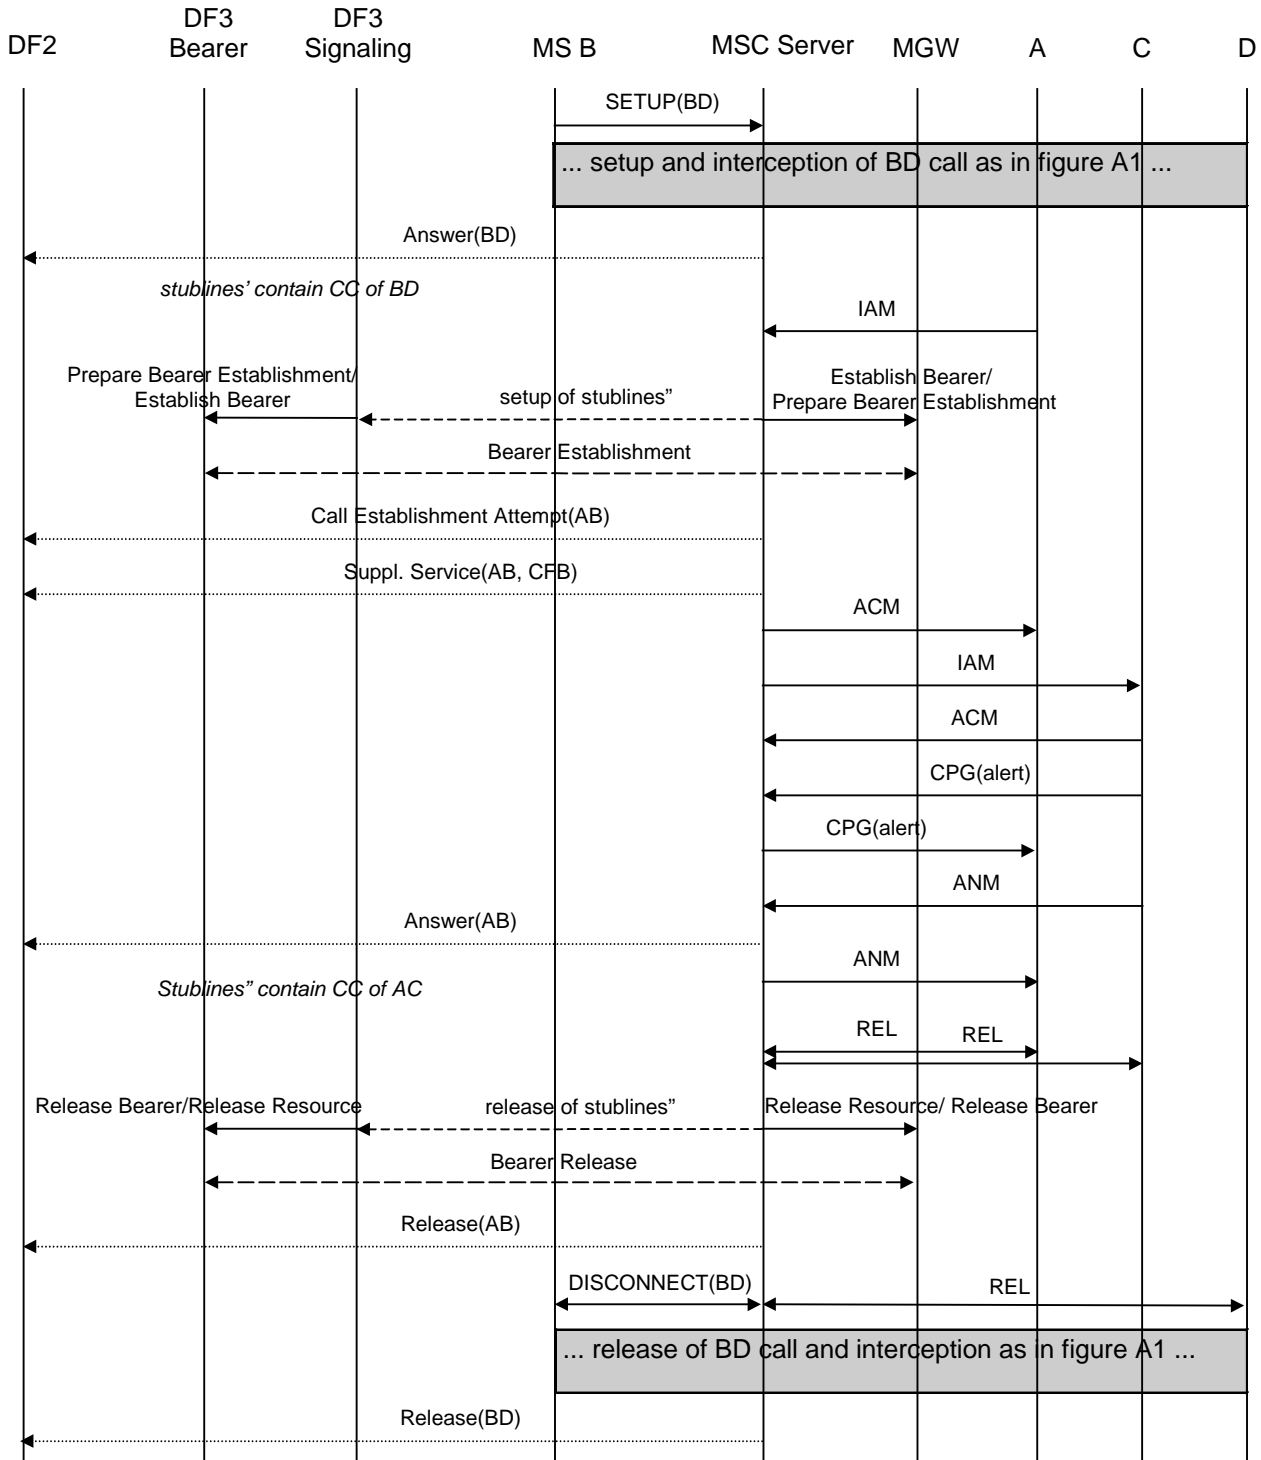 DF2
DF3
Bearer
DF3
Signaling
MS B
MSC Server
MGW
A
C
D
SETUP(BD)
... setup and interception of BD call as in figure A1 ...
Answer(BD)
stublines’ contain CC of BD
IAM
Prepare Bearer Establishment/
Establish Bearer
setup of stublines”
Establish Bearer/
Prepare Bearer Establishment
Bearer Establishment
Call Establishment Attempt(AB)
Suppl. Service(AB, CFB)
ACM
IAM
ACM
CPG(alert)
CPG(alert)
ANM
Answer(AB)
ANM
Stublines” contain CC of AC
REL
REL
Release Bearer/Release Resource
release of stublines”
Release Resource/ Release Bearer
Bearer Release
Release(AB)
DISCONNECT(BD)
REL
... release of BD call and interception as in figure A1 ...
Release(BD)